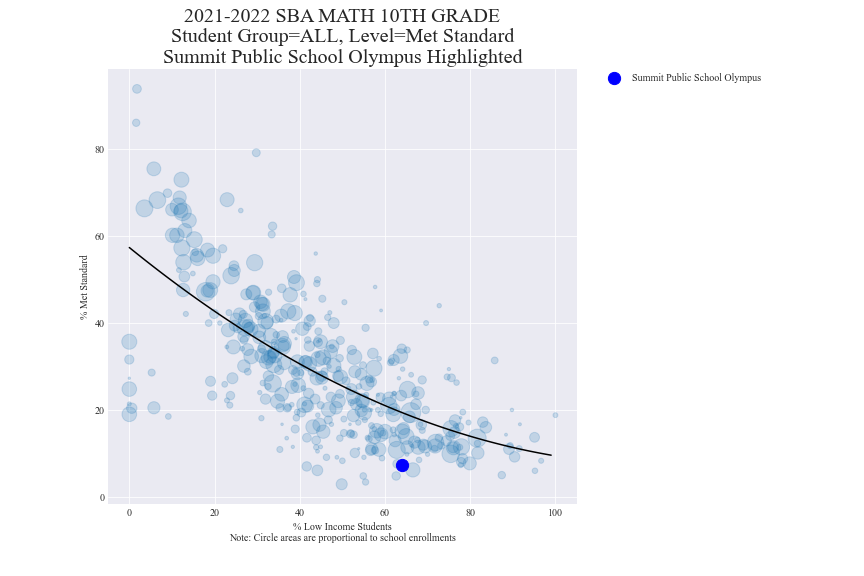 2021-2022 SBA MATH 10TH GRADE
Student Group=ALL, Level=Met Standard
Summit Public School Olympus Highlighted
Summit Public School Olympus
% Met Standard
80
60
40
20
0
0 20 40 60 80 100
% Low Income Students
Note: Circle areas are proportional to school enrollments